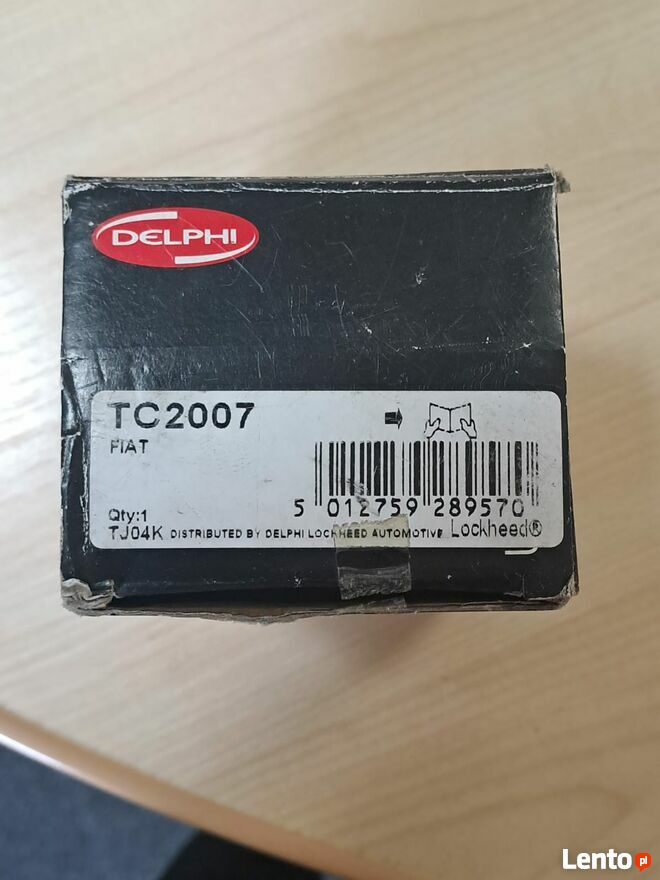 DELPHI
TC2007
FIAT
5 012759 289570
Qty:1
TJ04K DISTRIBUTED BY DELPHI LOCKHEED AUTOMOTIVE Lockheed®
Lento.pl